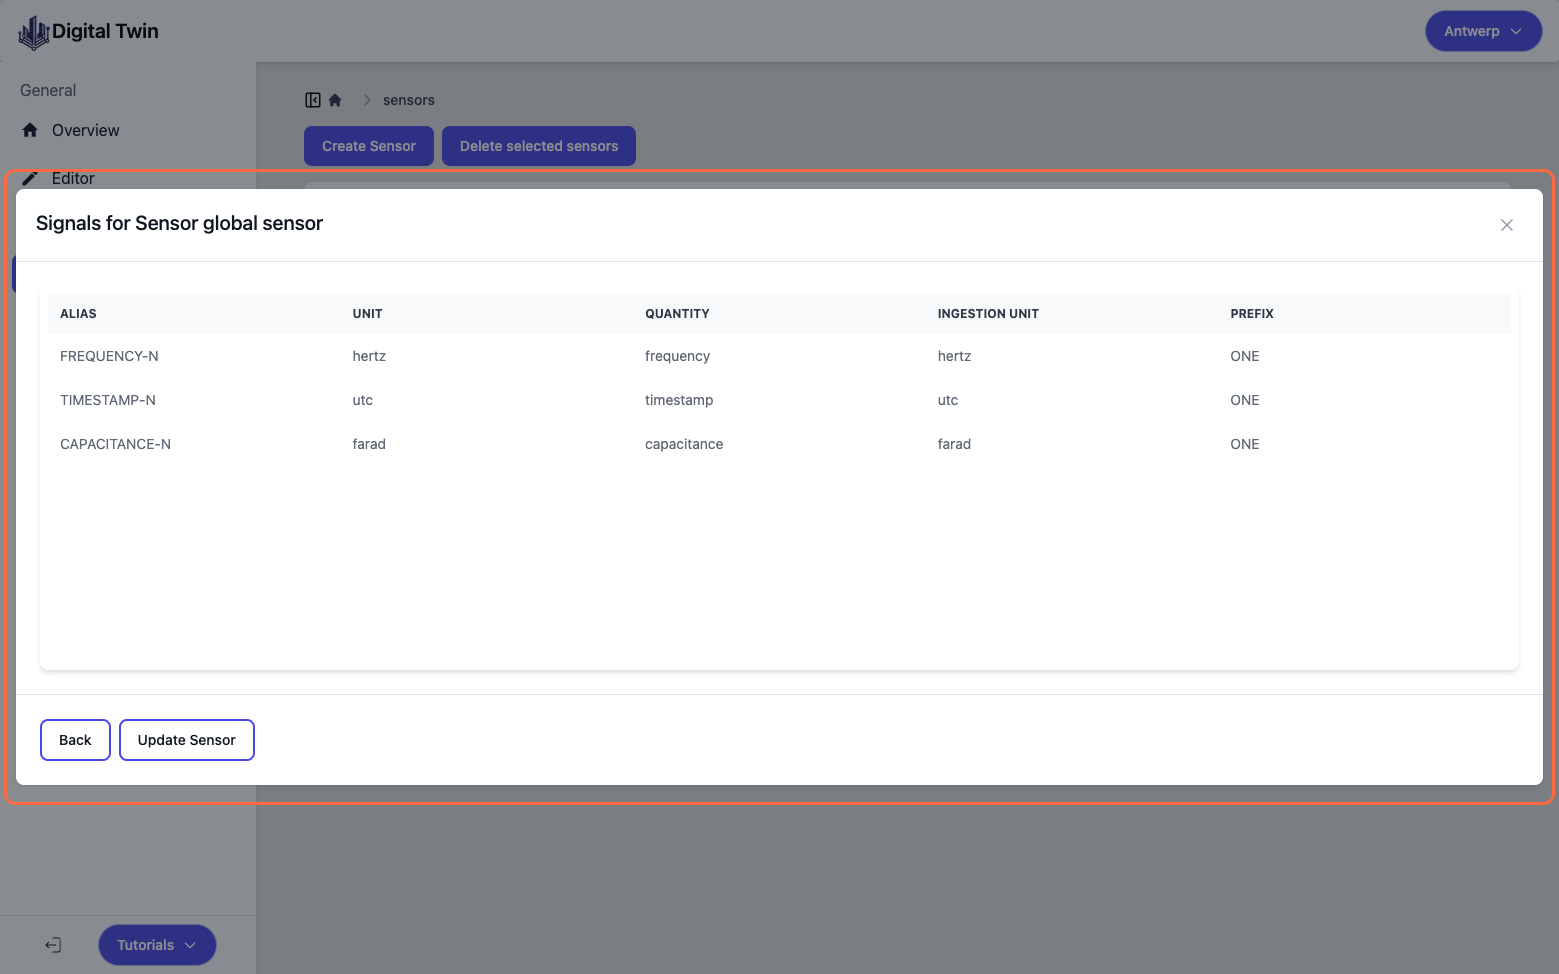 Digital Twin
Antwerp
General
Overview
Editor
sensors
Create Sensor
Delete selected sensors
Signals for Sensor global sensor
ALIAS UNIT QUANTITY INGESTION UNIT PREFIX
FREQUENCY-N hertz frequency hertz ONE
TIMESTAMP-N utc timestamp utc ONE
CAPACITANCE-N farad capacitance farad ONE
Back
Update Sensor
Tutorials